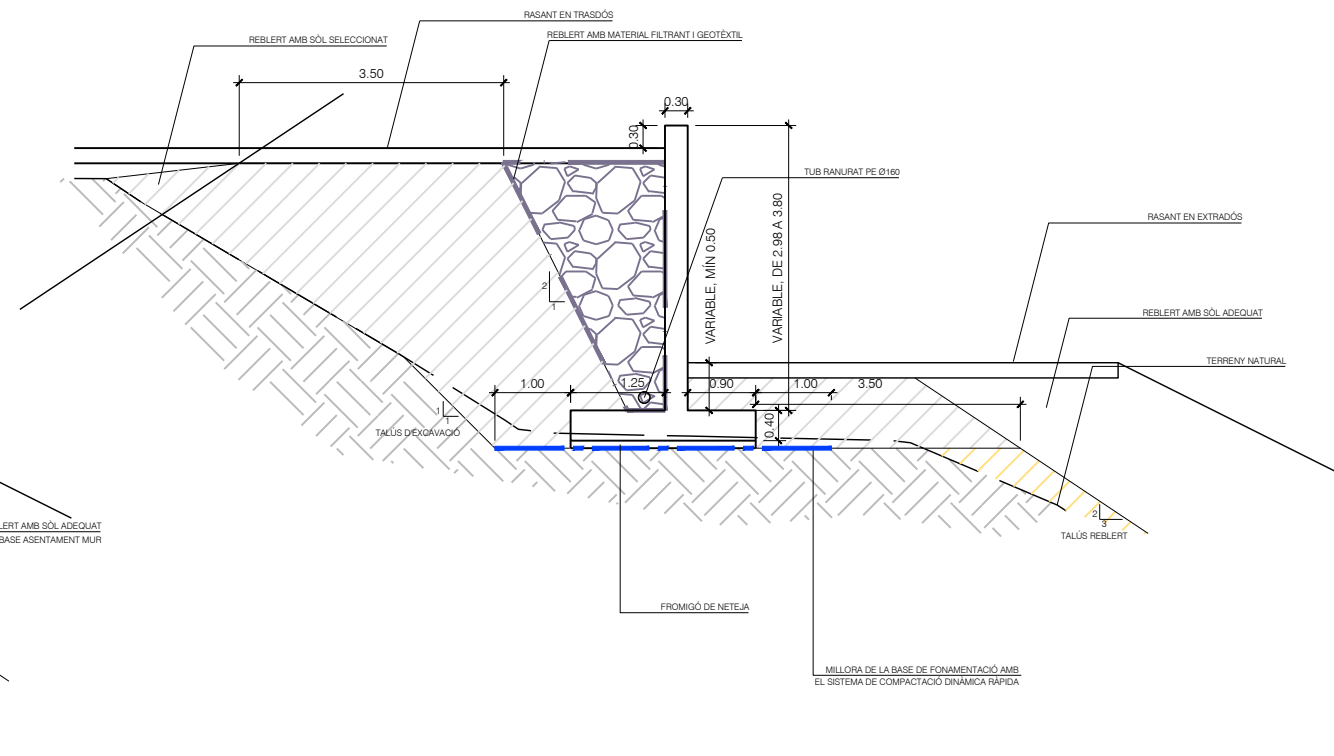 RASANT EN TRASDÓS
REBLERT AMB SÒL SELECCIONAT
REBLERT AMB MATERIAL FILTRANT I GEOTÈXTIL
3.50
0.30
0.30
TUB RANURAT PE Ø160
RASANT EN EXTRADÓS
VARIABLE, MÍN 0.50
VARIABLE, DE 2.98 A 3.80
2
1
REBLERT AMB SÒL ADEQUAT
TERRENY NATURAL
1.00
1.25
0.90
1.00
3.50
1
1
TALÚS D'EXCAVACIÓ
0.40
2
3
TALÚS REBLERT
LERT AMB SÒL ADEQUAT
BASE ASENTAMENT MUR
FROMIGÓ DE NETEJA
MILLORA DE LA BASE DE FONAMENTACIÓ AMB
EL SISTEMA DE COMPACTACIÓ DINÀMICA RÀPIDA